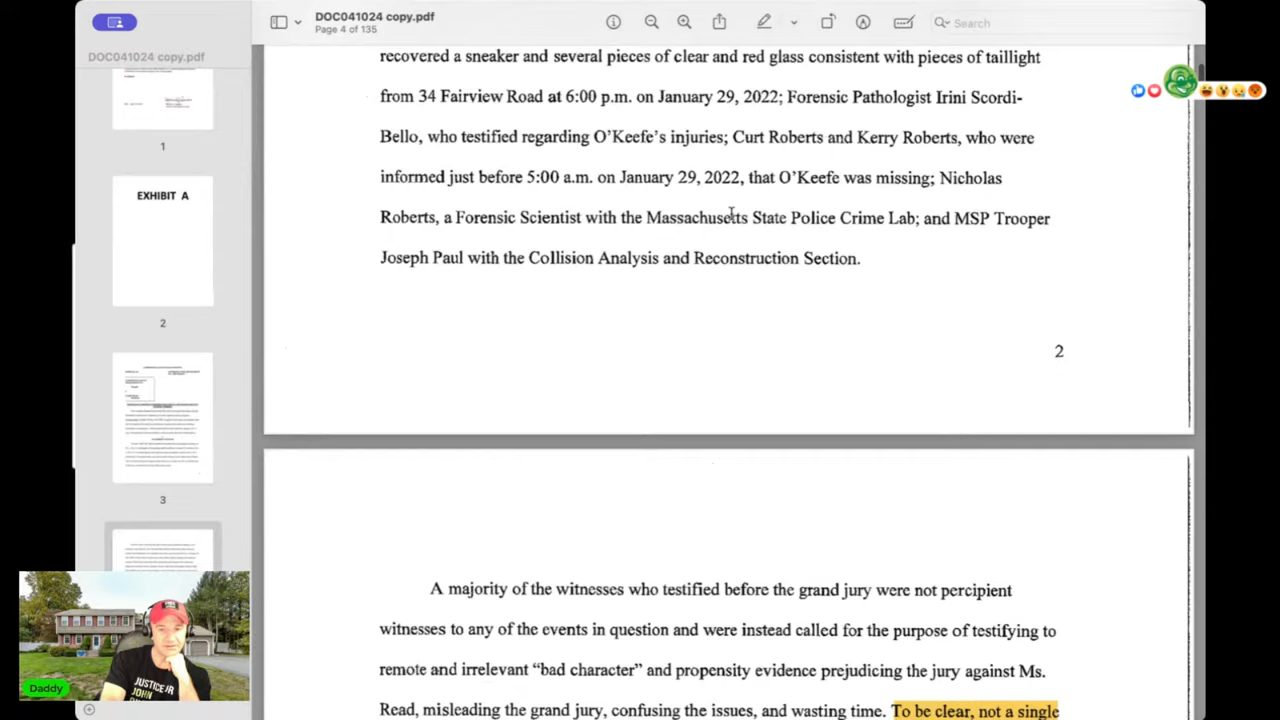 DOC041024 copy.pdf
Page 4 of 135
Search
DOC041024 copy.pdf
1
EXHIBIT A
2
3
recovered a sneaker and several pieces of clear and red glass consistent with pieces of taillight
from 34 Fairview Road at 6:00 p.m. on January 29, 2022; Forensic Pathologist Irini Scordi-
Bello, who testified regarding O'Keefe's injuries; Curt Roberts and Kerry Roberts, who were
informed just before 5:00 a.m. on January 29, 2022, that O'Keefe was missing; Nicholas
Roberts, a Forensic Scientist with the Massachusetts State Police Crime Lab; and MSP Trooper
Joseph Paul with the Collision Analysis and Reconstruction Section.
2
A majority of the witnesses who testified before the grand jury were not percipient
witnesses to any of the events in question and were instead called for the purpose of testifying to
remote and irrelevant "bad character" and propensity evidence prejudicing the jury against Ms.
Read, misleading the grand jury, confusing the issues, and wasting time. To be clear, not a single
JUSTICE
JOHN
Daddy